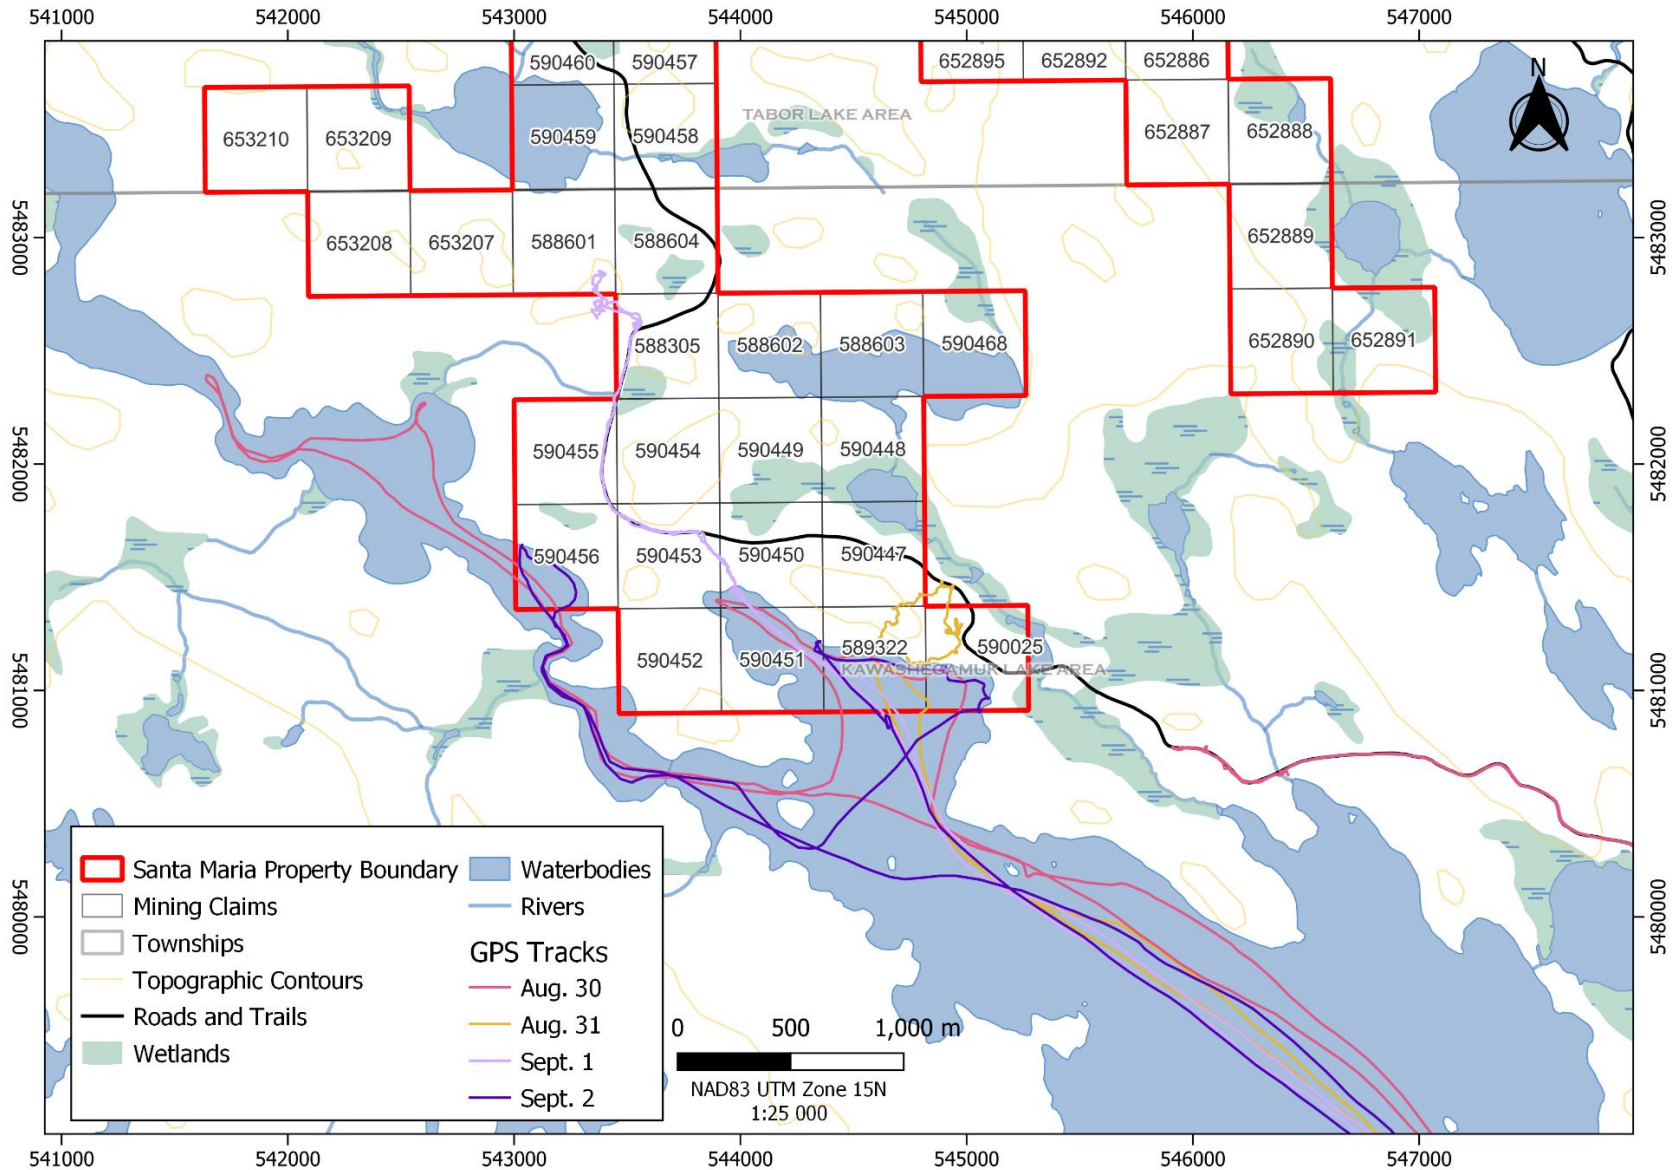 541000 542000 543000 544000 545000 546000 547000
N
590460 590457 652895 652892 652886
TABOR LAKE AREA
653210 653209 590459 590458 652887 652888
5483000 653208 653207 588601 588604 652889 5483000
588305 588602 588603 590468 652890 652891
5482000 590455 590454 590449 590448 5482000
590456 590453 590450 590447
590452 590451 589322 590025
KAWASHEGAMUK LAKE AREA
5481000 5481000
5480000 5480000
Santa Maria Property Boundary
Mining Claims
Townships
Topographic Contours
Roads and Trails
Wetlands
Waterbodies
Rivers
GPS Tracks
Aug. 30
Aug. 31
Sept. 1
Sept. 2
0 500 1,000 m
NAD83 UTM Zone 15N
1:25 000
541000 542000 543000 544000 545000 546000 547000